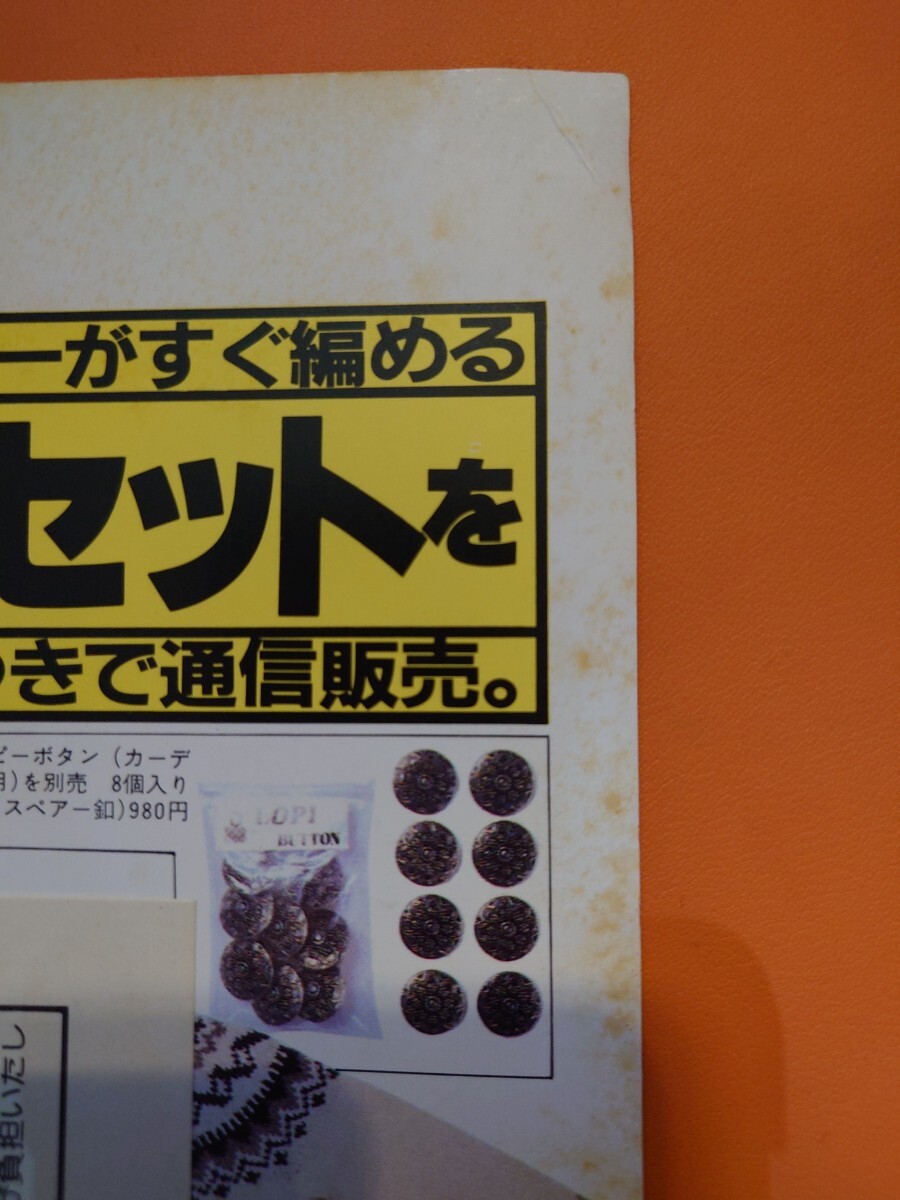 ーがすぐ編める
セットを
つきで通信販売。
ピーボタン（カーデ
用)を別売　8個入り
スペアー釦)980円
LOPI
BUTTON
負担いたし